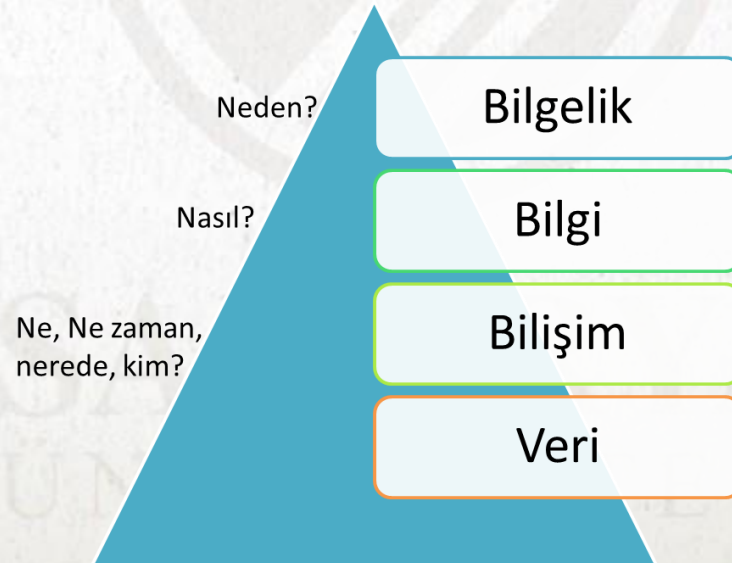 Neden?
Bilgelik
Nasıl?
Bilgi
Ne, Ne zaman,
nerede, kim?
Bilişim
Veri